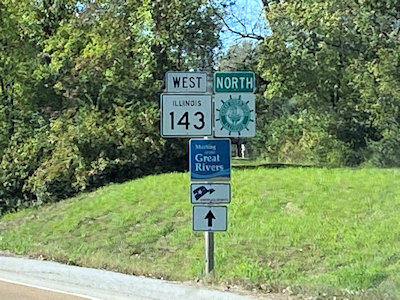 WEST
NORTH
ILLINOIS
143
Meeting
of the
Great
Rivers